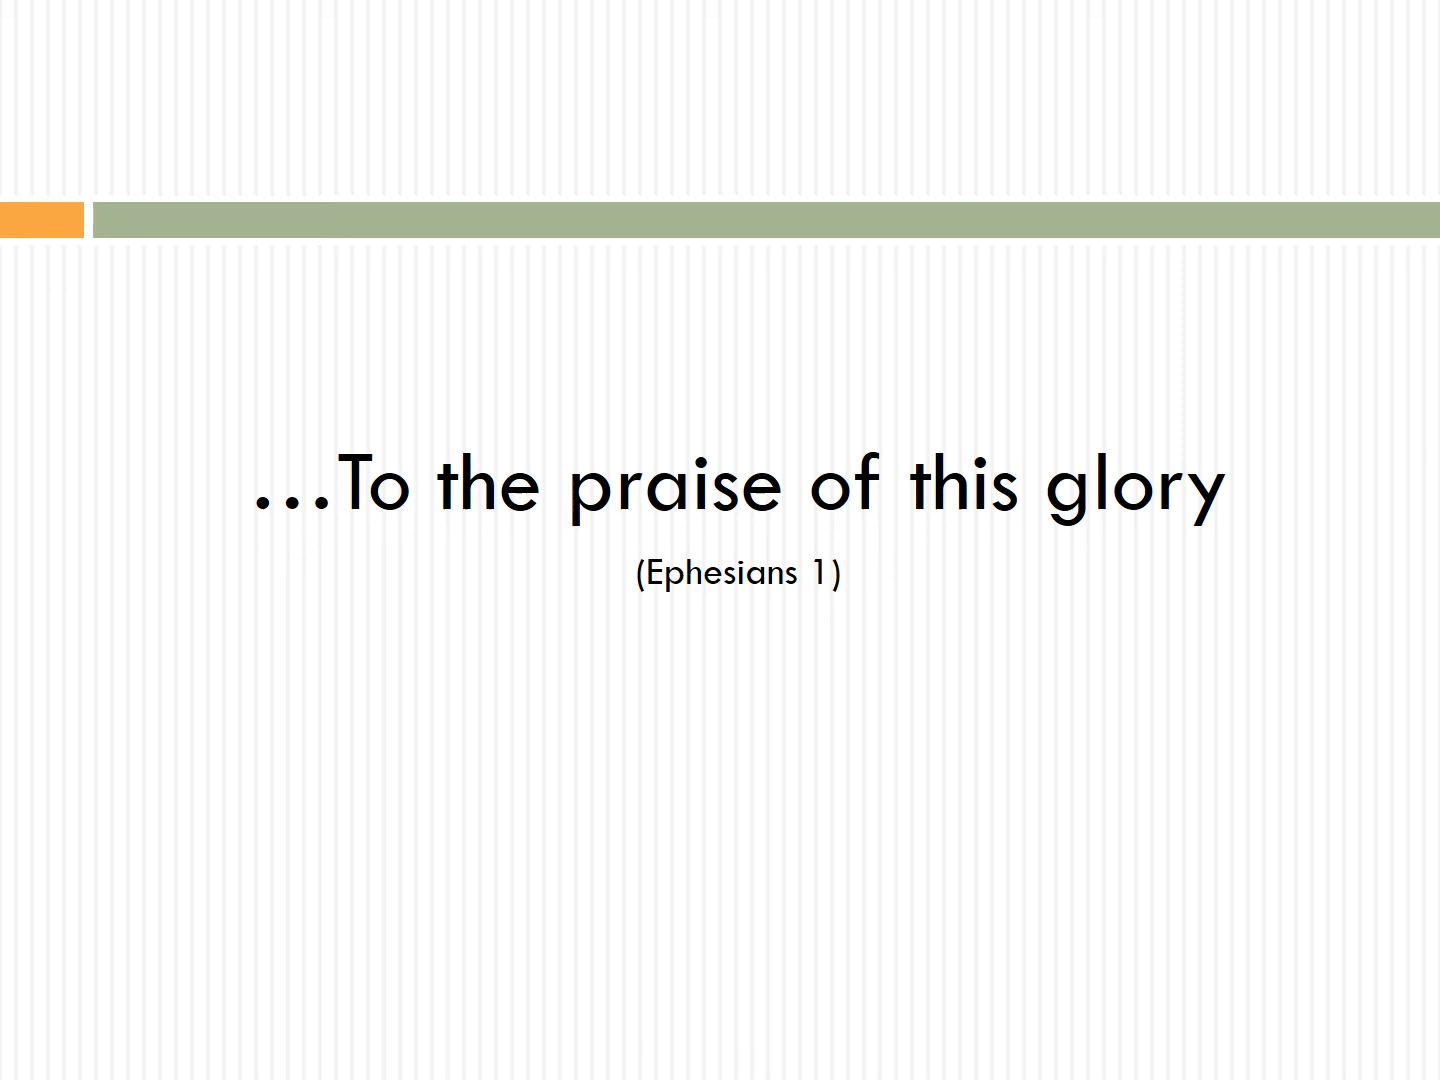 ...To the praise of this glory
(Ephesians 1)